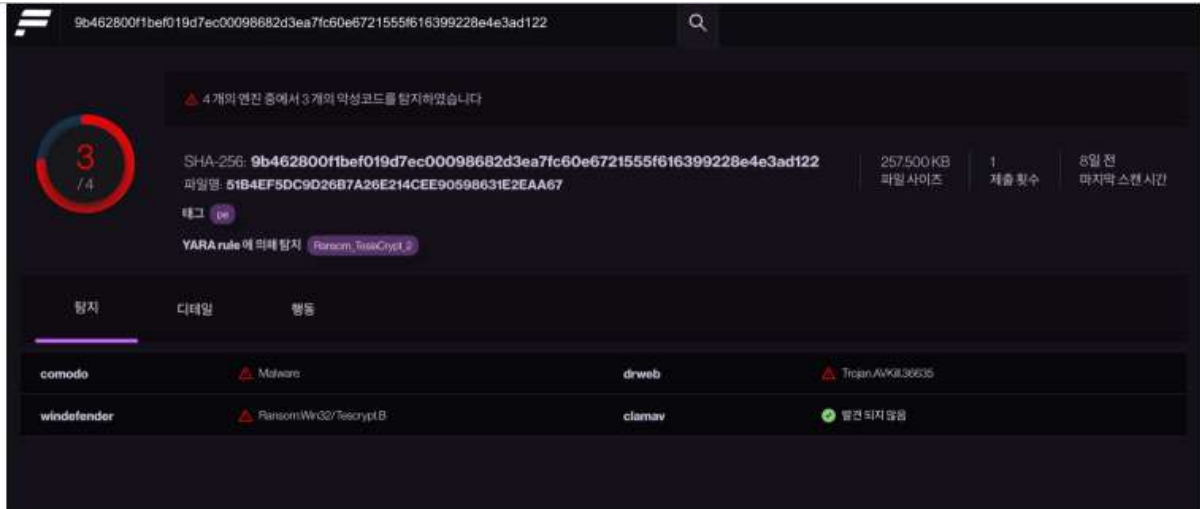 9b462800f1bef019d7ec00098682d3ea7fc60e6721555f616399228e4e3ad122
4 개의 엔진 중에서 3 개의 악성코드를 탐지하였습니다
3
/4
SHA-256: 9b462800f1bef019d7ec00098682d3ea7fc60e6721555f616399228e4e3ad122
257.500 KB
1
8일 전
파일명: 51B4EF5DC9D26B7A26E214CEE90598631E2EAA67
파일 사이즈
제출 횟수
마지막 스캔 시간
태그 pe
YARA rule 에 의해 탐지 Ransom_TeslaCrypt_2
탐지 디테일 행동
comodo Malware drweb Trojan.AVKill.36635
windefender Ransom:Win32/Tescrypt.B clamav 발견 되지 않음